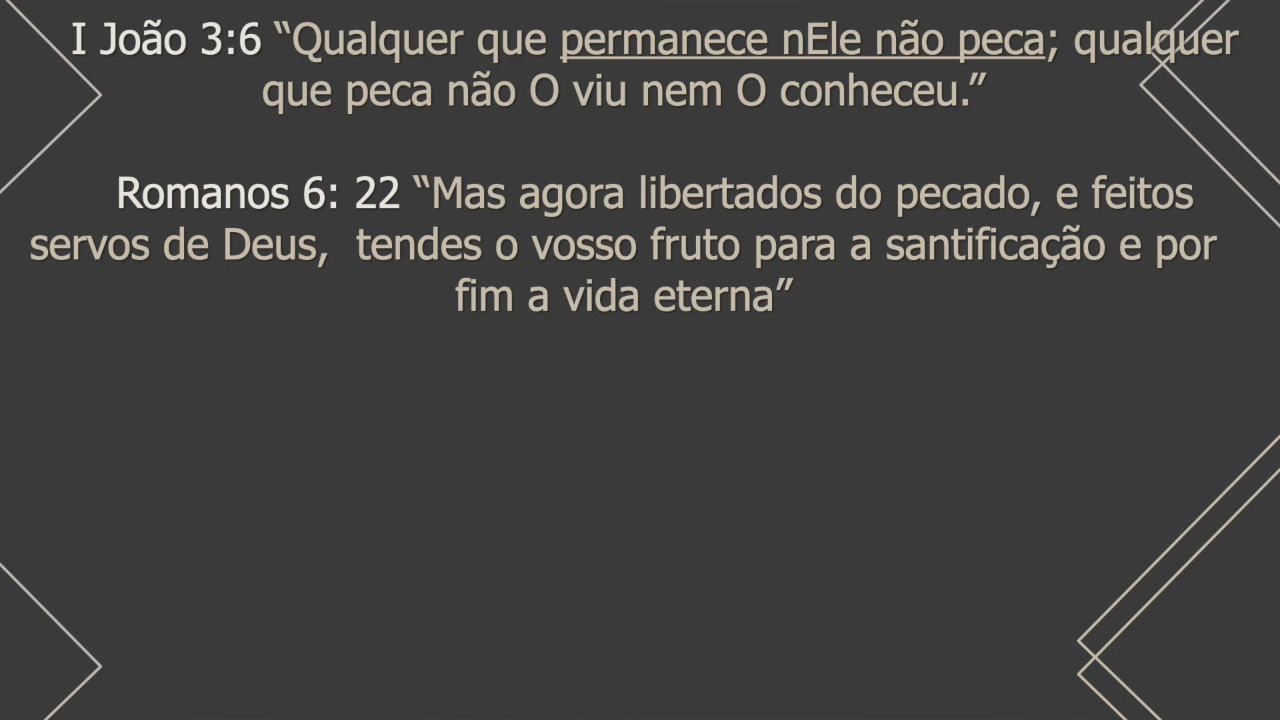 I João 3:6 “Qualquer que permanece nEle não peca; qualquer
que peca não O viu nem O conheceu.”
Romanos 6: 22 “Mas agora libertados do pecado, e feitos
servos de Deus,  tendes o vosso fruto para a santificação e por
fim a vida eterna”